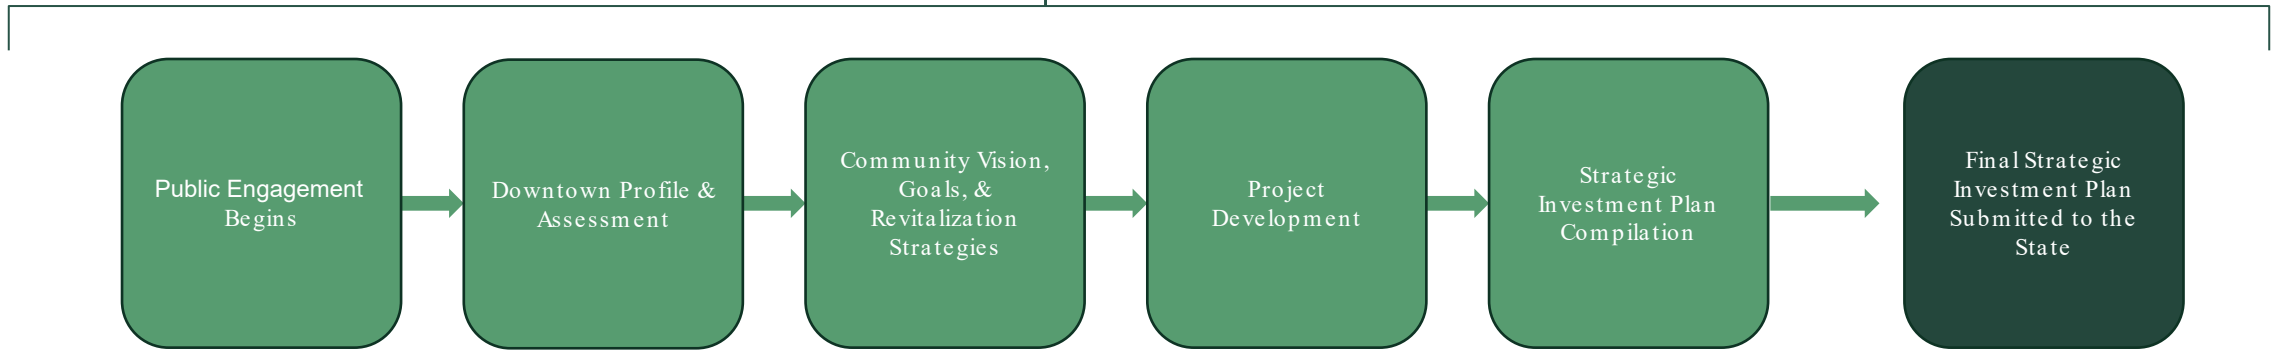 Public Engagement
Begins
Downtown Profile &
Assessment
Community Vision,
Goals, &
Revitalization
Strategies
Project
Development
Strategic
Investment Plan
Compilation
Final Strategic
Investment Plan
Submitted to the
State